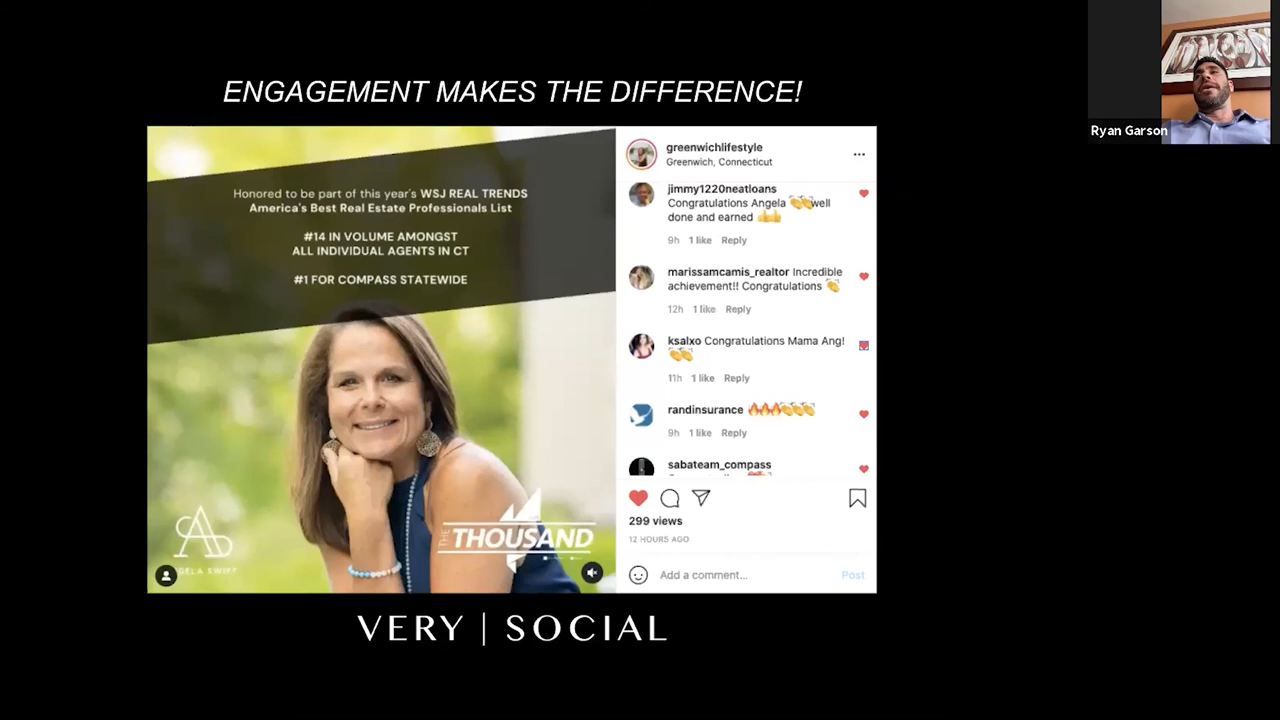 ENGAGEMENT MAKES THE DIFFERENCE!
Ryan Garson
Honored to be part of this year's WSJ REAL TRENDS
America's Best Real Estate Professionals List
#14 IN VOLUME AMONGST
ALL INDIVIDUAL AGENTS IN CT
#1 FOR COMPASS STATEWIDE
THE THOUSAND
greenwichlifestyle
Greenwich, Connecticut
jimmy1220neatloans
Congratulations Angela 👏👏well
done and earned 👍👍
9h 1 like Reply
marissamcamis_realtor Incredible
achievement!! Congratulations 👏
12h 1 like Reply
ksalxo Congratulations Mama Ang!
👏👏
11h 1 like Reply
randinsurance 🔥🔥🔥👏👏👏
9h 1 like Reply
sabateam_compass
299 views
12 HOURS AGO
Add a comment...
Post
VERY | SOCIAL